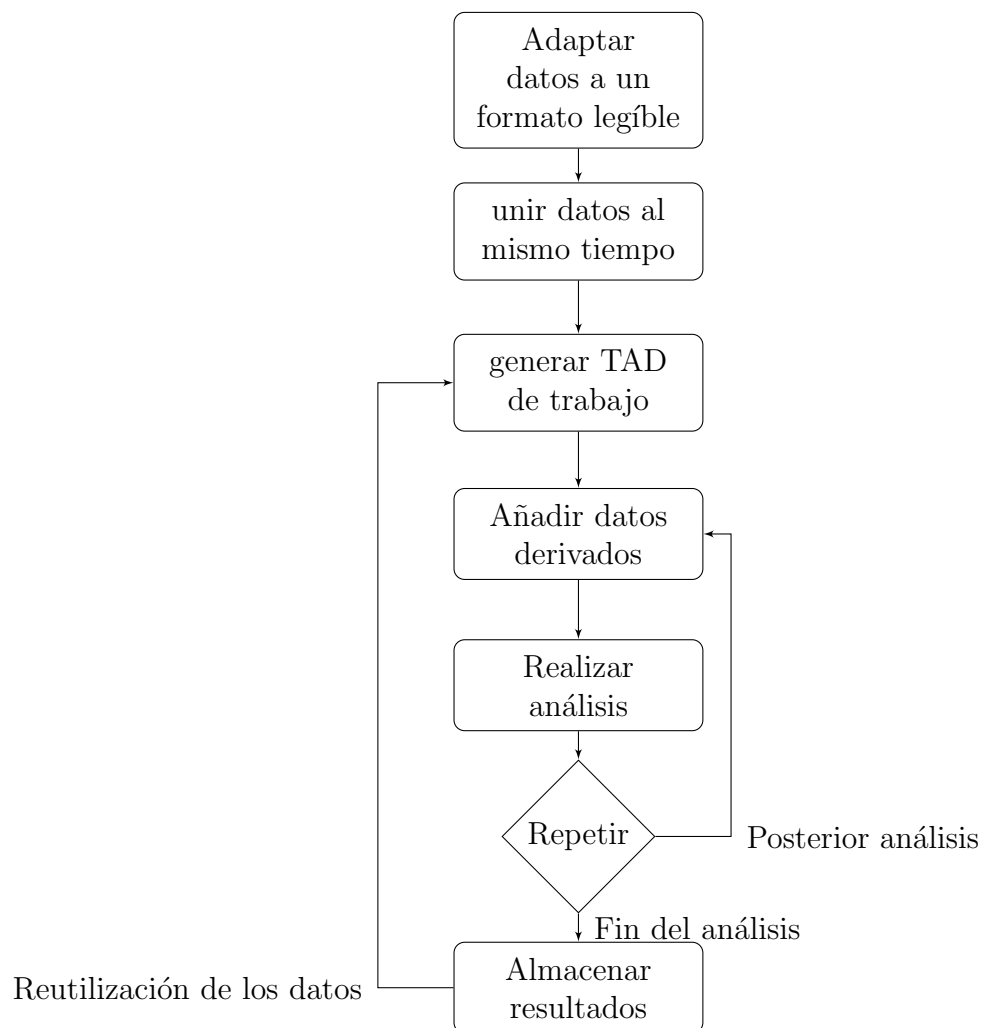 Adaptar
datos a un
formato legíble
unir datos al
mismo tiempo
generar TAD
de trabajo
Añadir datos
derivados
Realizar
análisis
Repetir
Posterior análisis
Fin del análisis
Almacenar
resultados
Reutilización de los datos